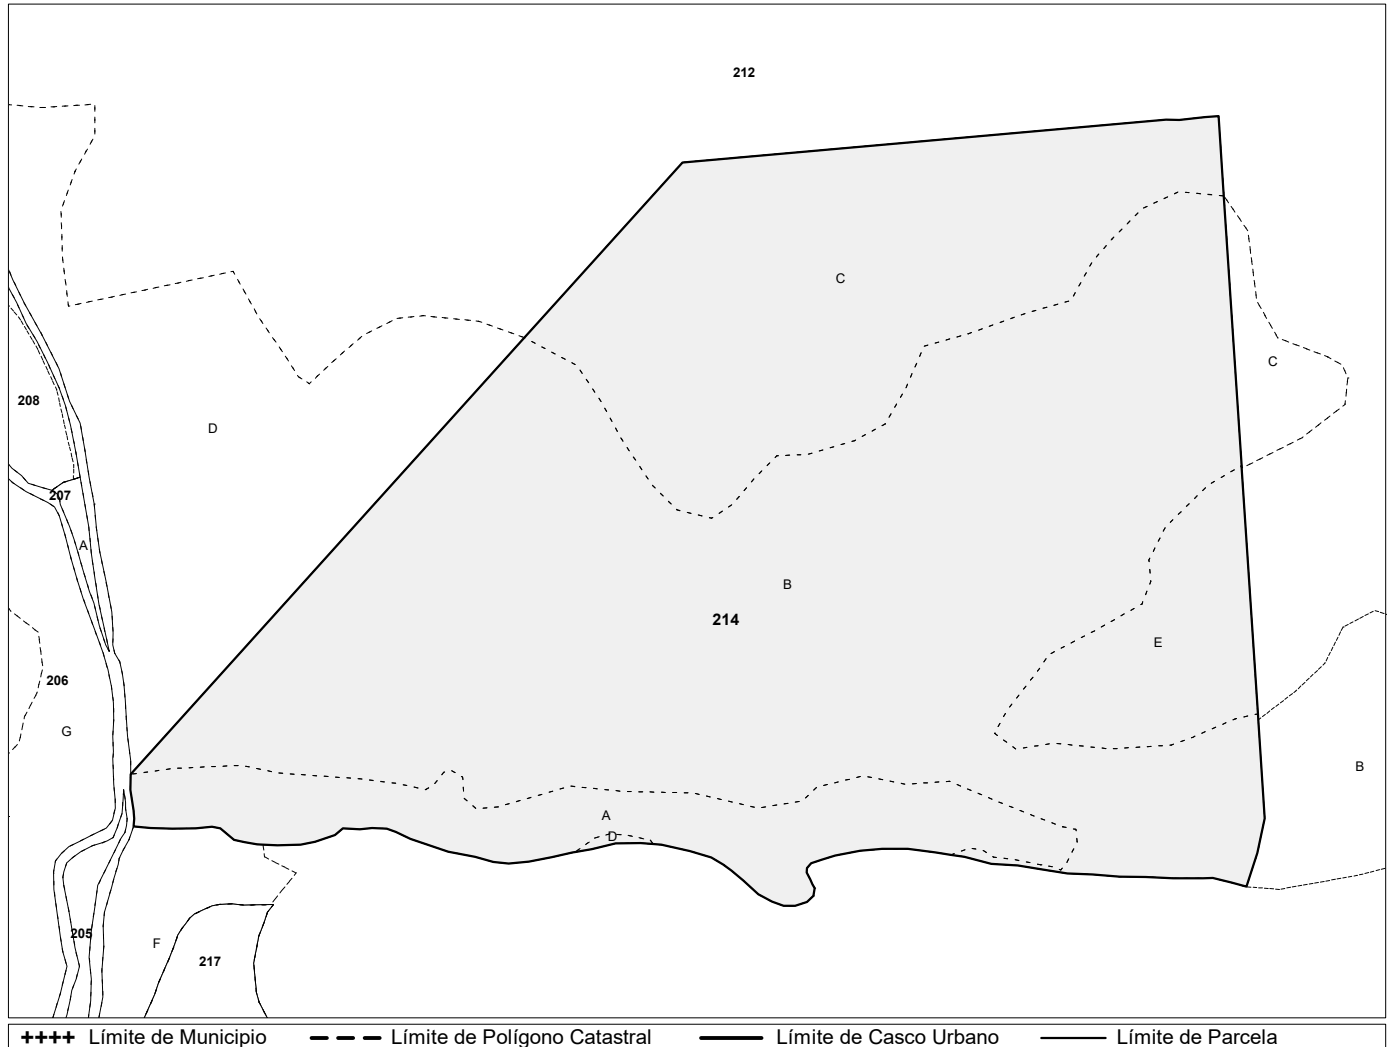 212
C
C
208
D
207
A
B
214
E
206
G
B
A
D
205
F
217
++++ Límite de Municipio
Límite de Polígono Catastral
Límite de Casco Urbano
Límite de Parcela